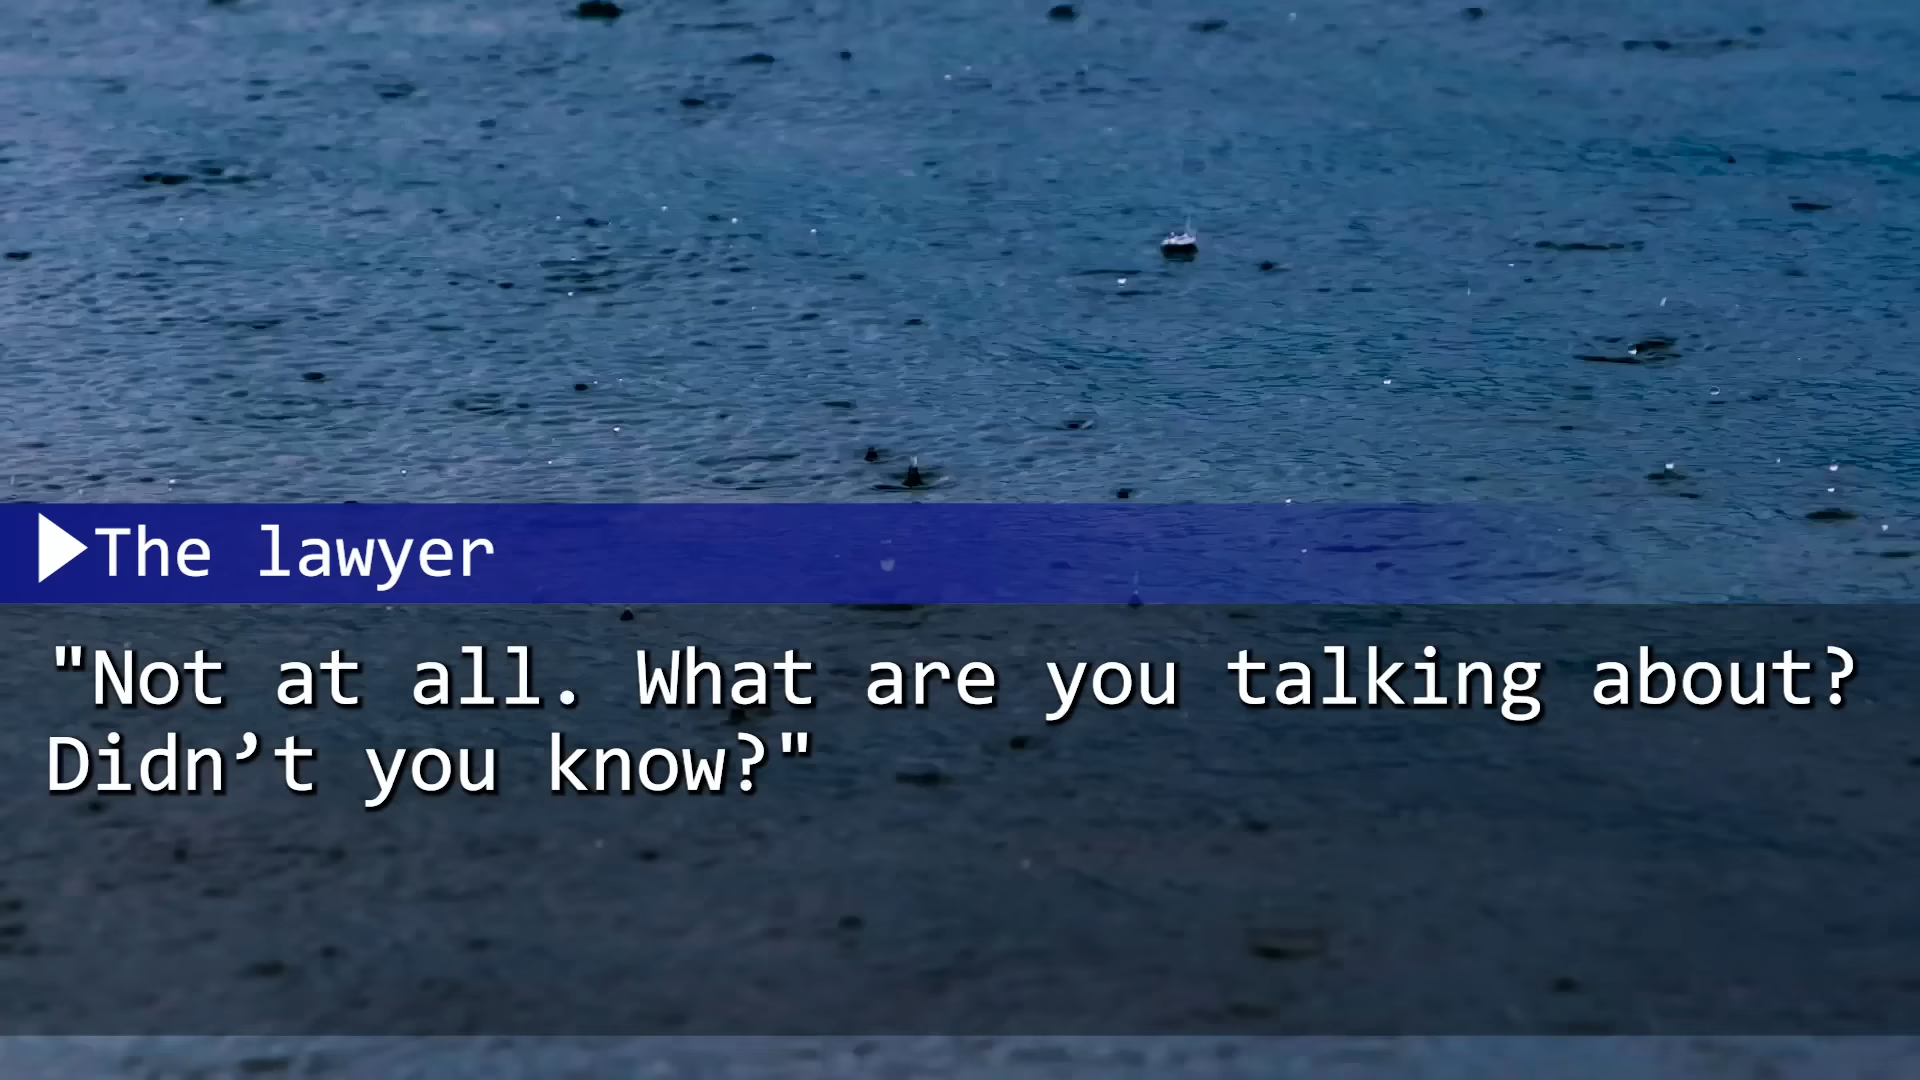 The lawyer
"Not at all. What are you talking about?
Didn’t you know?"